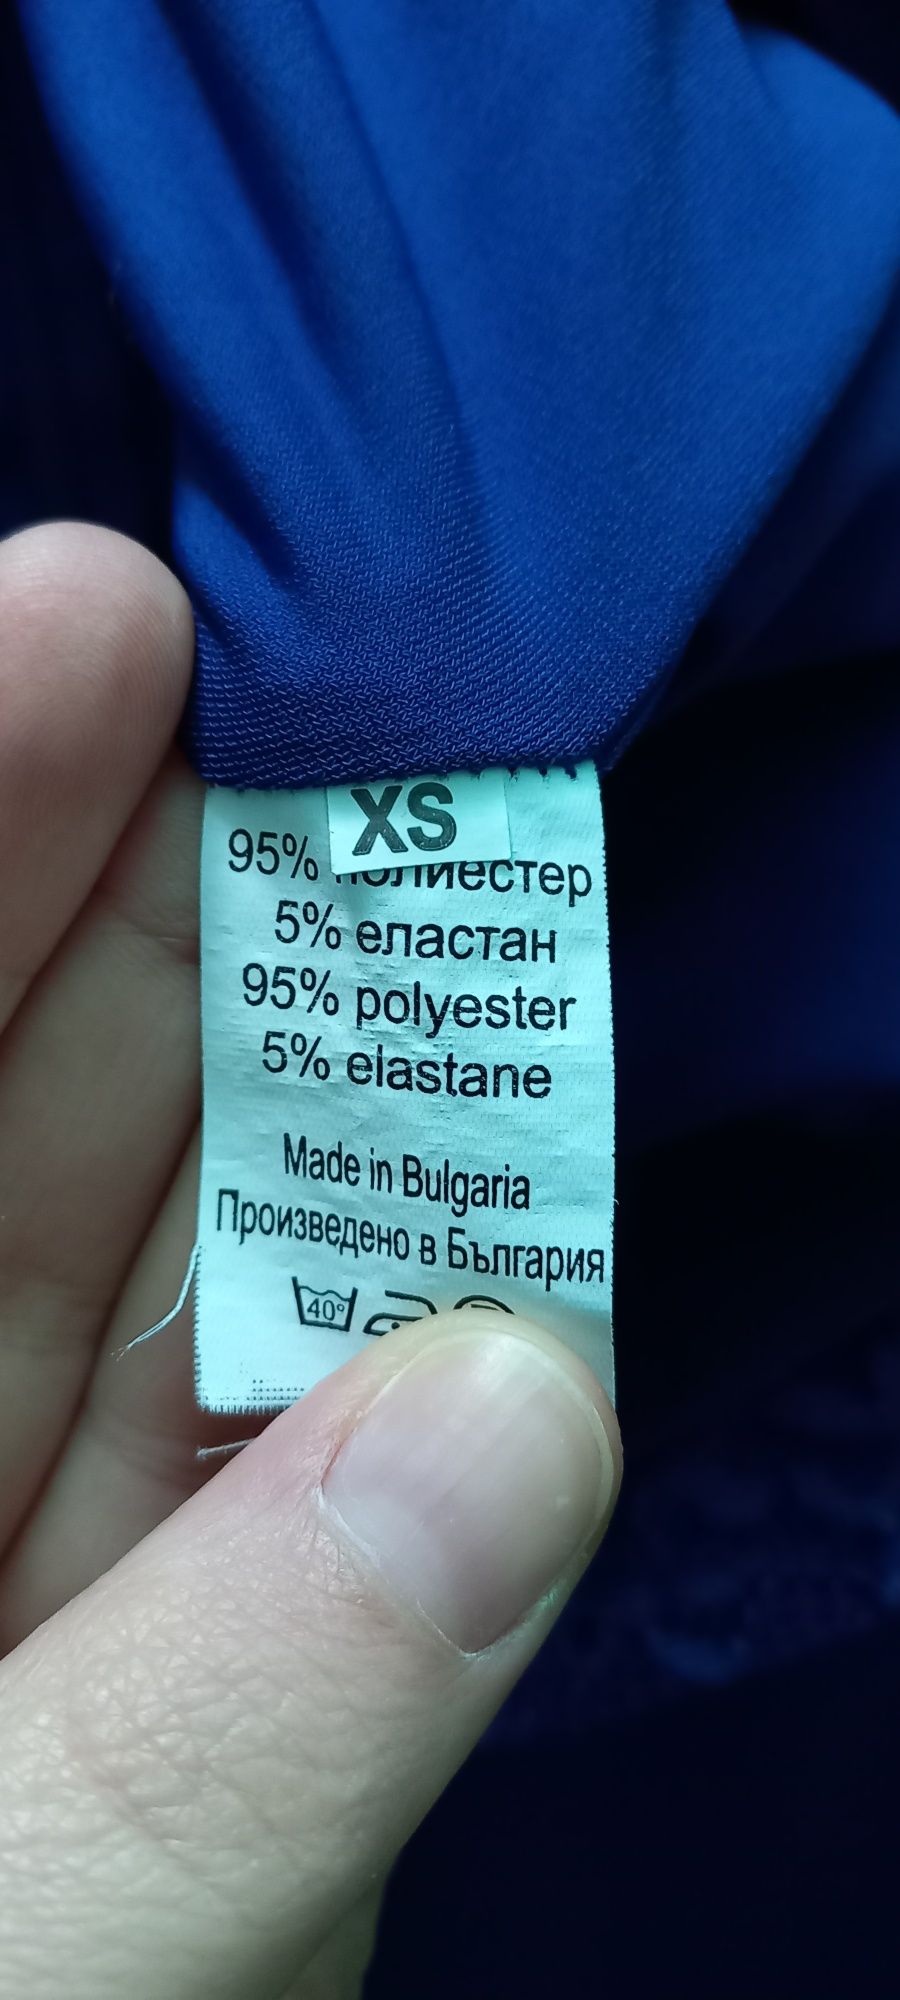 XS
95% полиестер
5% еластан
95% polyester
5% elastane
Made in Bulgaria
Произведено в България
40°